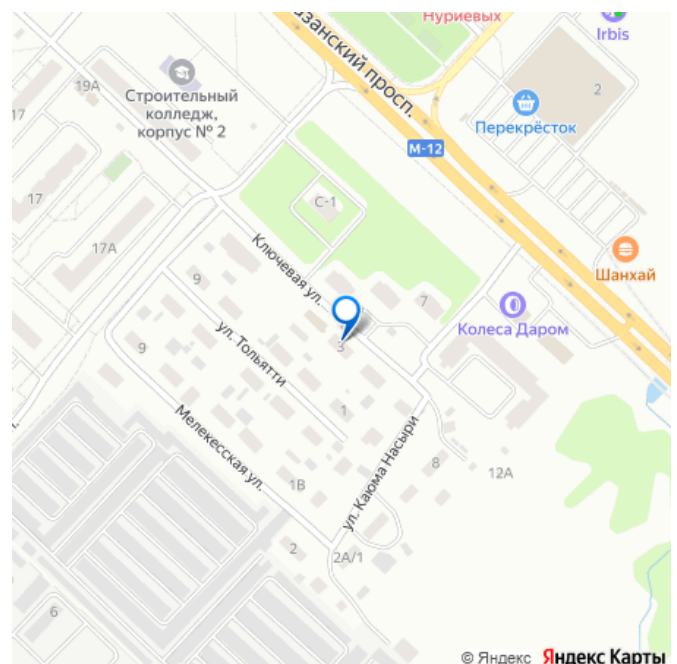 Нуриевых
Irbis
азанский просп.
19А
Строительный
колледж,
корпус № 2
2
Перекрёсток
М-12
17
17
С-1
17А
Шанхай
Ключевая ул.
9
7
Колеса Даром
3
9
ул. Тольятти
1
Мелекесская ул.
ул. Каюма Насыри
8
12А
1В
2
2А/1
6
© Яндекс Яндекс Карты